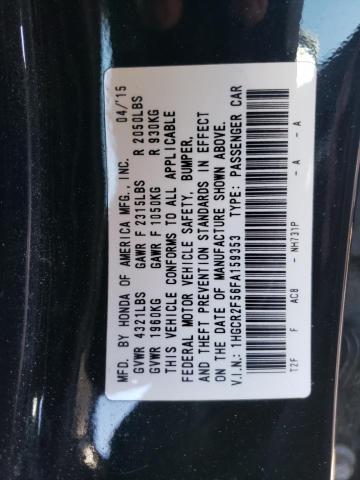 MFD. BY HONDA OF AMERICA MFG., INC. 04/'15
GVWR 4321LBS GAWR F 2315LBS R 2050LBS
GVWR 1960KG GAWR F 1050KG R 930KG
THIS VEHICLE CONFORMS TO ALL APPLICABLE
FEDERAL MOTOR VEHICLE SAFETY, BUMPER,
AND THEFT PREVENTION STANDARDS IN EFFECT
ON THE DATE OF MANUFACTURE SHOWN ABOVE.
V.I.N.: 1HGCR2F56FA159353 TYPE: PASSENGER CAR
T2F F AC8 - NH731P - A - A